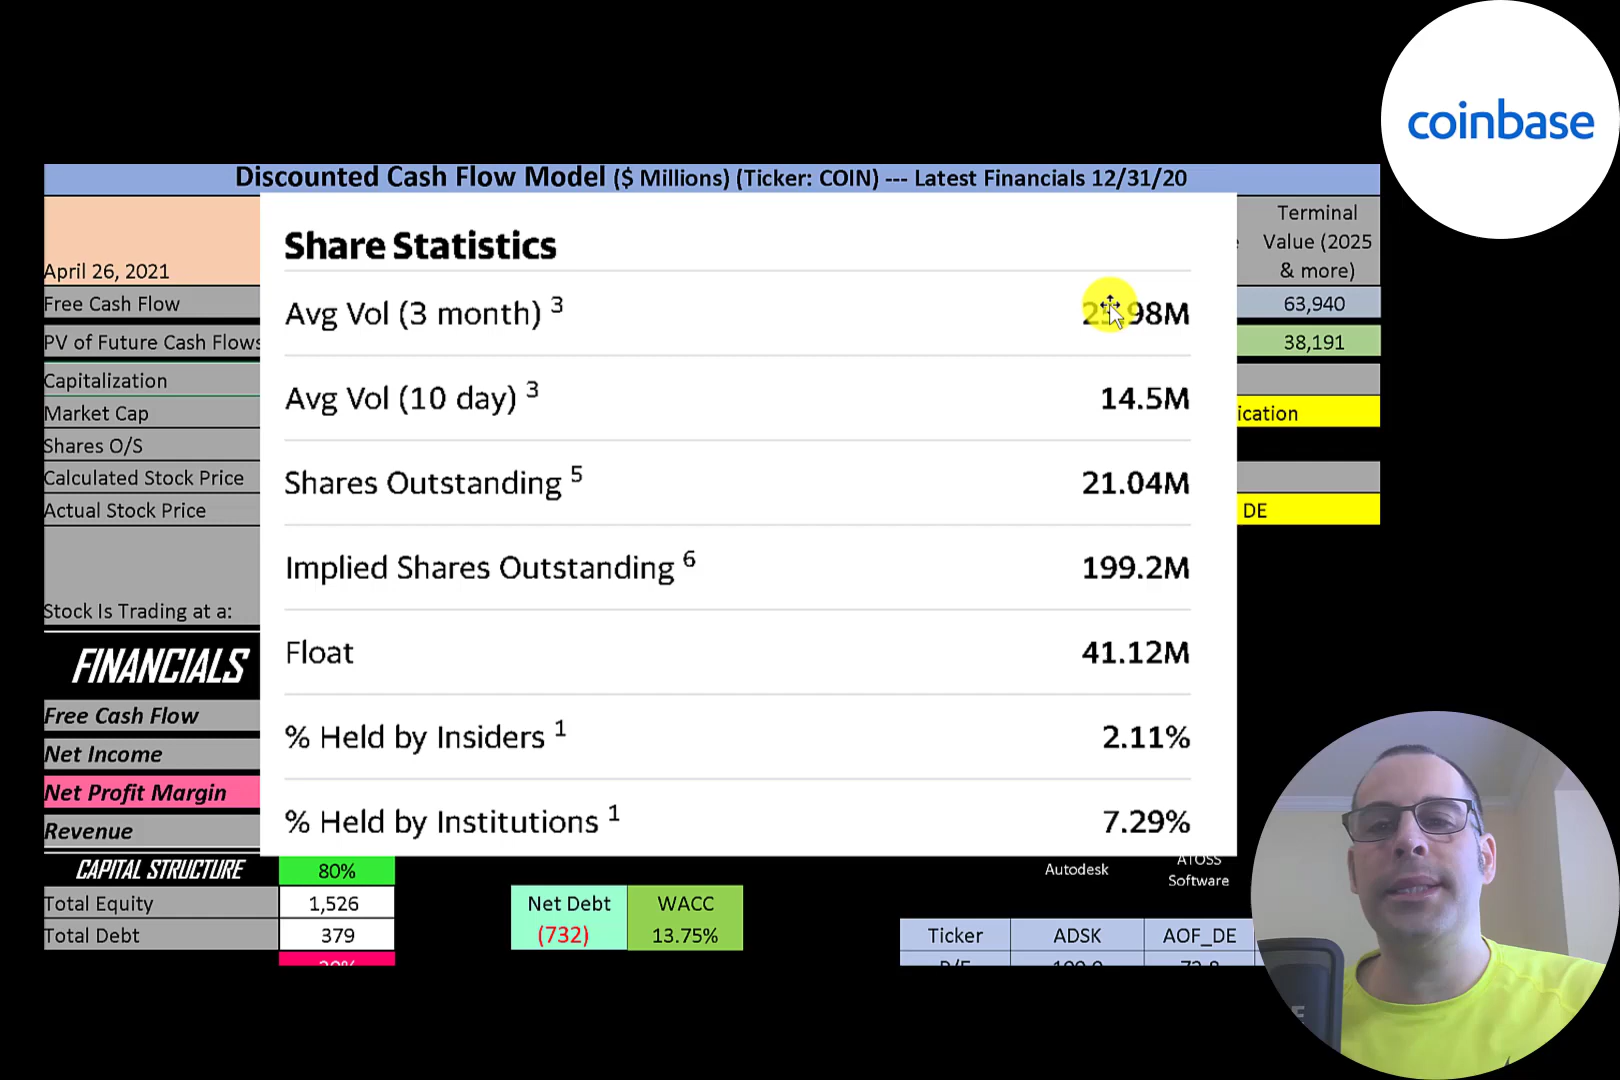 coinbase
Discounted Cash Flow Model ($ Millions) (Ticker: COIN) --- Latest Financials 12/31/20
Terminal
Value (2025
& more)
April 26, 2021
Free Cash Flow
63,940
PV of Future Cash Flows
38,191
Capitalization
Market Cap
ication
Shares O/S
Calculated Stock Price
Actual Stock Price
DE
Stock Is Trading at a:
Share Statistics
Avg Vol (3 month) 3
Avg Vol (10 day) 3 14.5M
Shares Outstanding 5 21.04M
Implied Shares Outstanding 6 199.2M
Float 41.12M
% Held by Insiders 1 2.11%
% Held by Institutions 1 7.29%
FINANCIALS
Free Cash Flow
Net Income
Net Profit Margin
Revenue
CAPITAL STRUCTURE 80%
Total Equity 1,526
Total Debt 379
Net Debt WACC
(732) 13.75%
Autodesk
ATOSS
Software
Ticker ADSK AOF_DE